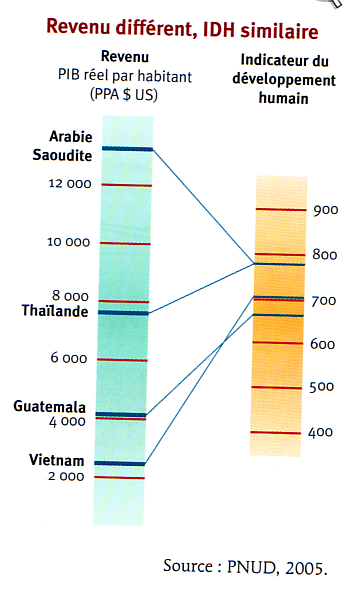 Revenu différent, IDH similaire
Revenu
PIB réel par habitant
(PPA $ US)
Indicateur du
développement
humain
Arabie
Saoudite
12 000
10 000
8 000
Thaïlande
6 000
Guatemala
4 000
Vietnam
2 000
900
800
700
600
500
400
Source : PNUD, 2005.